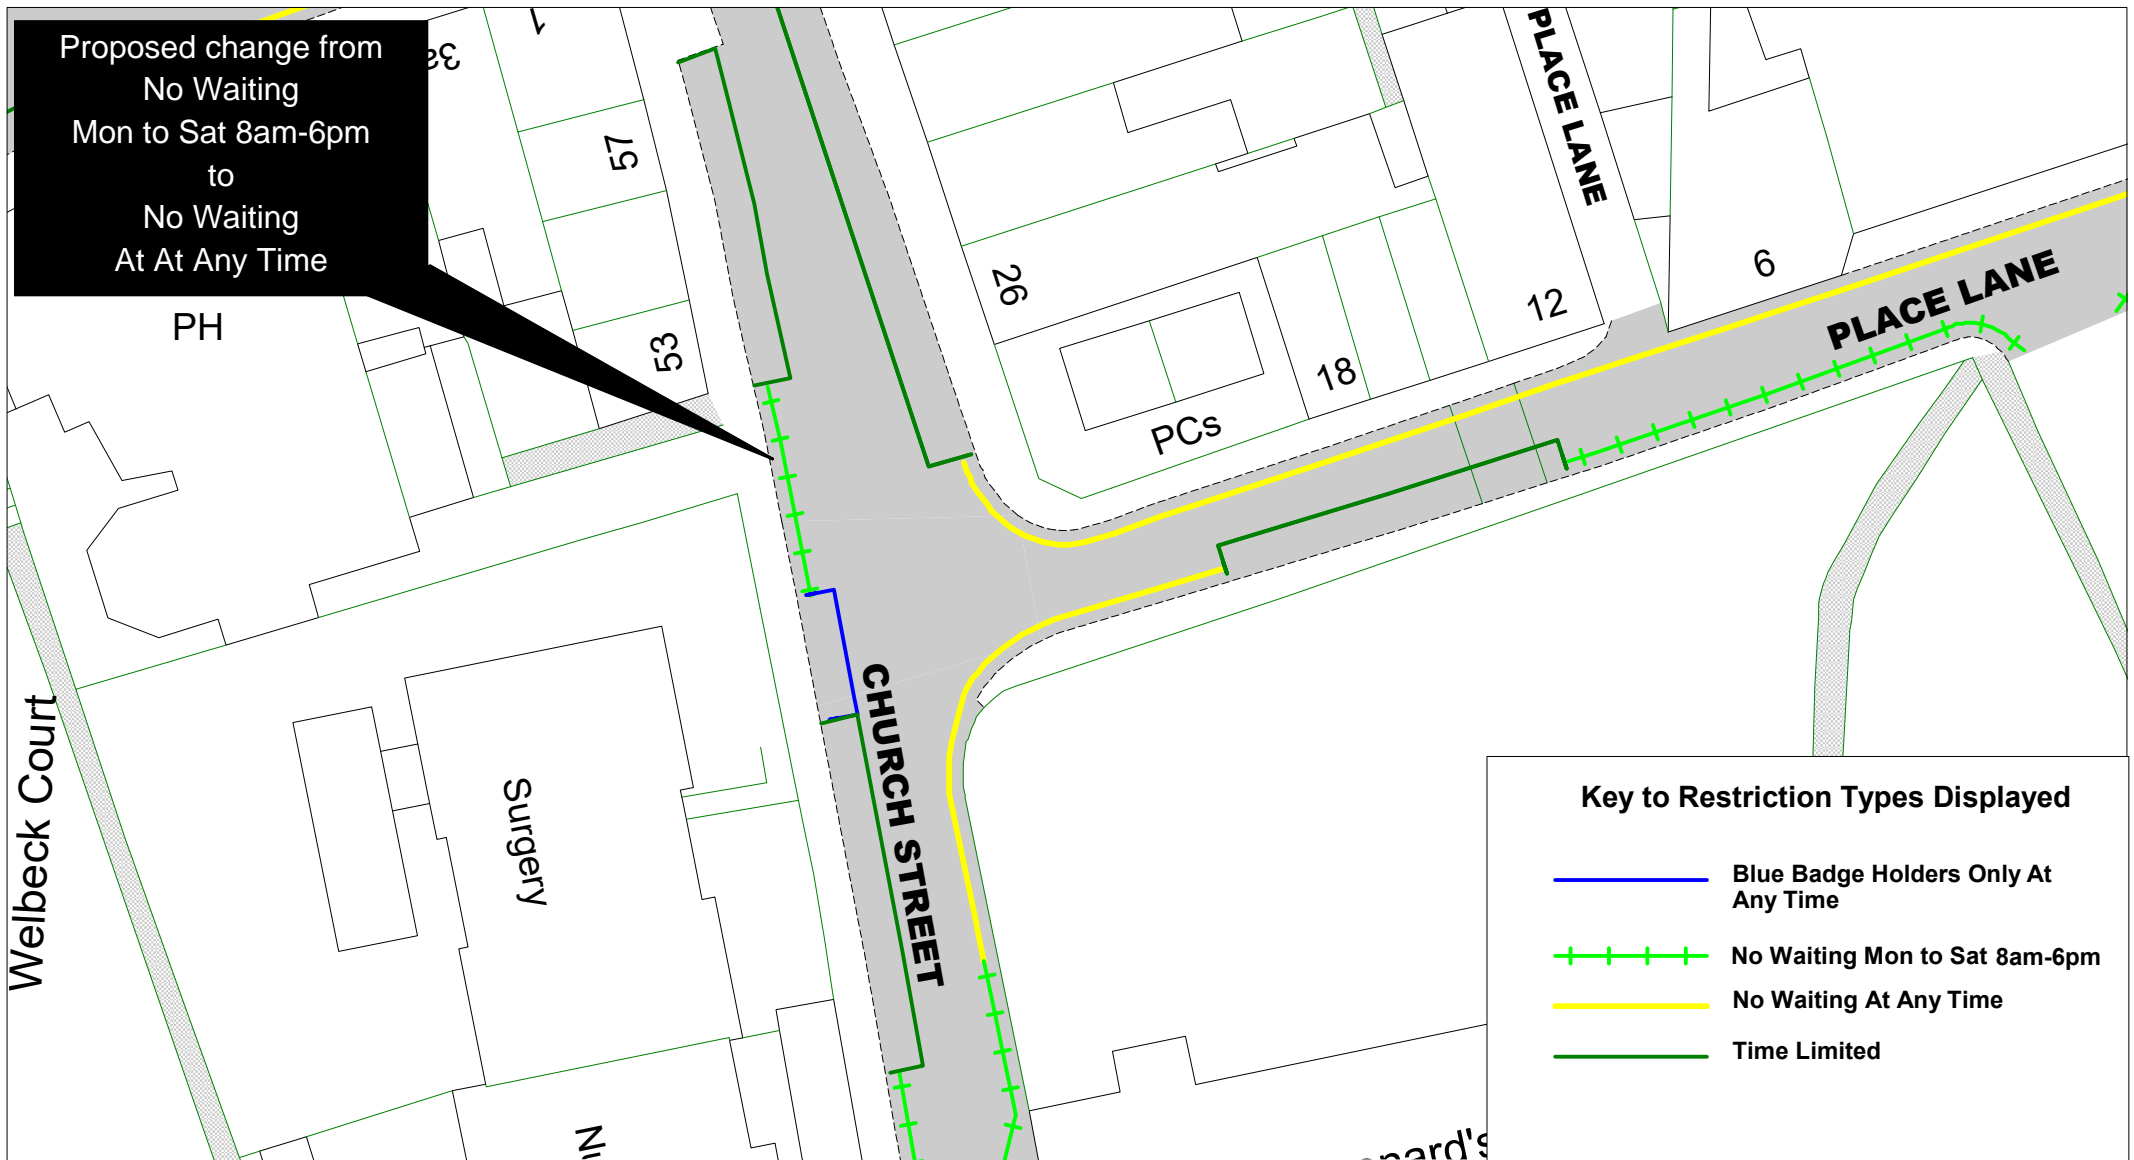 Proposed change from
No Waiting
Mon to Sat 8am-6pm
to
No Waiting
At At Any Time
1
3a
57
53
PH
26
PLACE LANE
12
6
18
PCs
PLACE LANE
CHURCH STREET
Surgery
Welbeck Court
Key to Restriction Types Displayed
Blue Badge Holders Only At
Any Time
No Waiting Mon to Sat 8am-6pm
No Waiting At Any Time
Time Limited